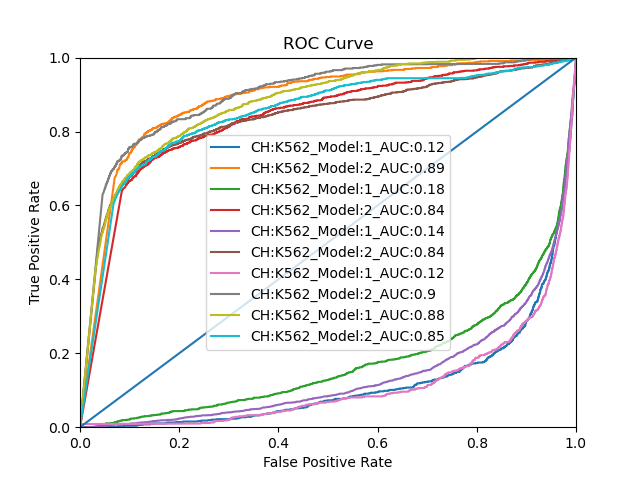 ROC Curve
1.0
0.8
0.6
0.4
0.2
0.0
True Positive Rate
CH:K562_Model:1_AUC:0.12
CH:K562_Model:2_AUC:0.89
CH:K562_Model:1_AUC:0.18
CH:K562_Model:2_AUC:0.84
CH:K562_Model:1_AUC:0.14
CH:K562_Model:2_AUC:0.84
CH:K562_Model:1_AUC:0.12
CH:K562_Model:2_AUC:0.9
CH:K562_Model:1_AUC:0.88
CH:K562_Model:2_AUC:0.85
0.0 0.2 0.4 0.6 0.8 1.0
False Positive Rate